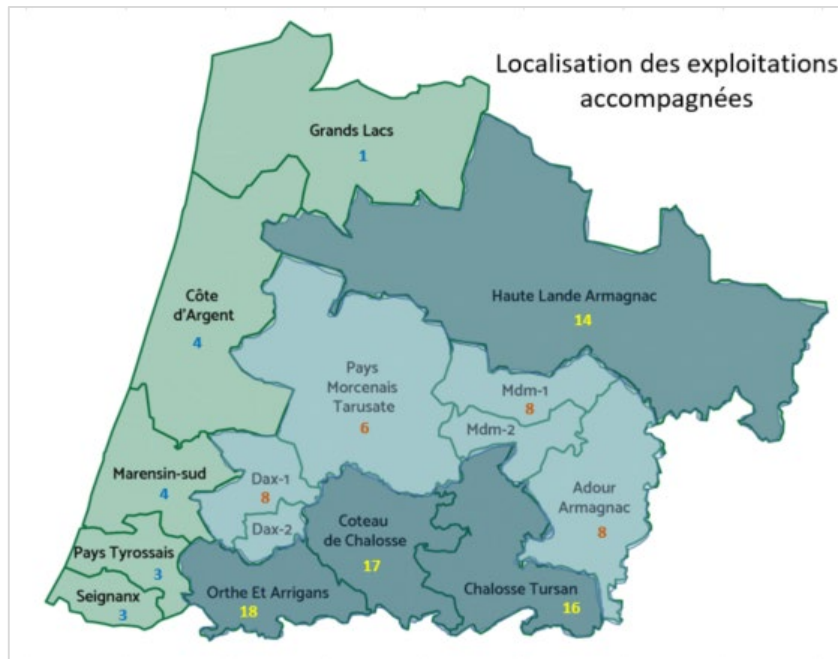 Localisation des exploitations
accompagnées
Grands Lacs
1
Côte
d'Argent
4
Haute Lande Armagnac
14
Pays
Morcenais
Tarusate
6
Mdm-1
8
Mdm-2
Marensin-sud
4
Dax-1
8
Dax-2
Adour
Armagnac
8
Coteau
de Chalosse
17
Pays Tyrossais
3
Seignanx
3
Orthe Et Arrigans
18
Chalosse Tursan
16